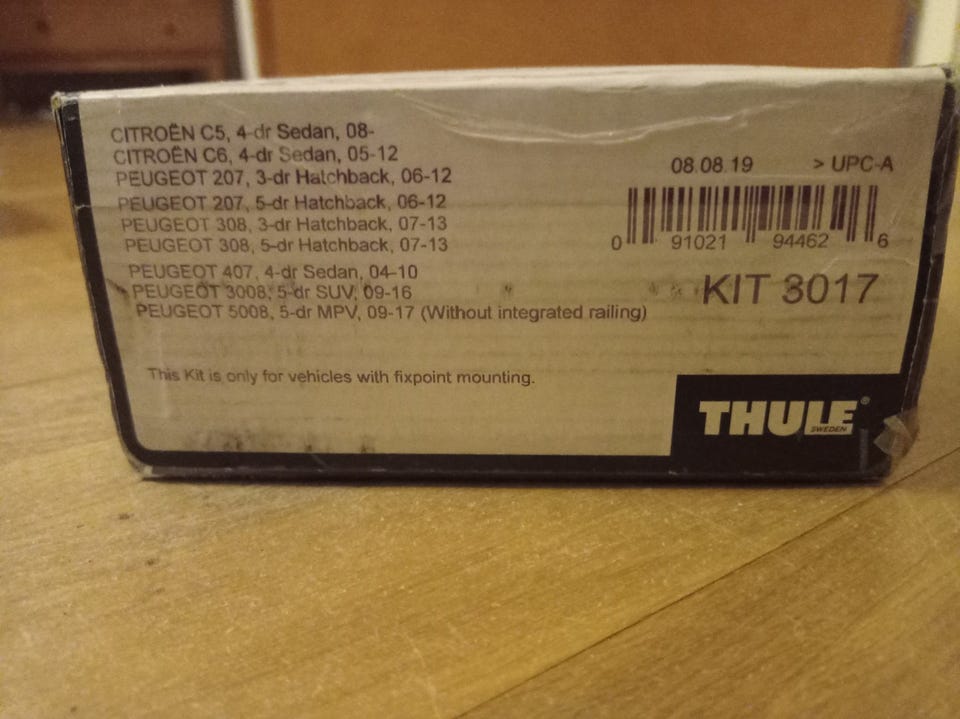 CITROËN C5, 4-dr Sedan, 08-
CITROËN C6, 4-dr Sedan, 05-12
PEUGEOT 207, 3-dr Hatchback, 06-12
PEUGEOT 207, 5-dr Hatchback, 06-12
PEUGEOT 308, 3-dr Hatchback, 07-13
PEUGEOT 308, 5-dr Hatchback, 07-13
PEUGEOT 407, 4-dr Sedan, 04-10
PEUGEOT 3008, 5-dr SUV, 09-16
PEUGEOT 5008, 5-dr MPV, 09-17 (Without integrated railing)
This Kit is only for vehicles with fixpoint mounting.
08.08.19 > UPC-A
0 91021 94462 6
KIT 3017
THULE®
SWEDEN